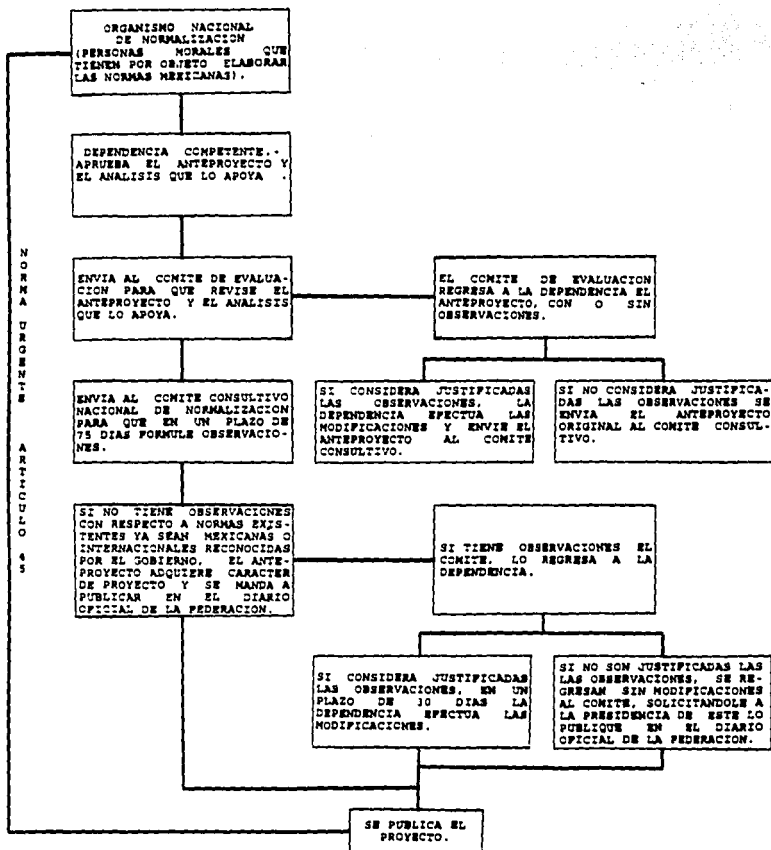 ORGANISMO NACIONAL
DE NORMALIZACION
(PERSONAS MORALES QUE
TIENEN POR OBJETO ELABORAR
LAS NORMAS MEXICANAS).
DEPENDENCIA COMPETENTE.-
APRUEBA EL ANTEPROYECTO Y
EL ANALISIS QUE LO APOYA .
NORMA URGENTE ARTICULO 45
ENVIA AL COMITE DE EVALUA-
CION PARA QUE REVISE EL
ANTEPROYECTO Y EL ANALISIS
QUE LO APOYA.
EL COMITE DE EVALUACION
REGRESA A LA DEPENDENCIA EL
ANTEPROYECTO, CON O SIN
OBSERVACIONES.
ENVIA AL COMITE CONSULTIVO
NACIONAL DE NORMALIZACION
PARA QUE EN UN PLAZO DE
75 DIAS FORMULE OBSERVACIO-
NES.
SI CONSIDERA JUSTIFICADAS
LAS OBSERVACIONES, LA
DEPENDENCIA EFECTUA LAS
MODIFICACIONES Y ENVIE EL
ANTEPROYECTO AL COMITE
CONSULTIVO.
SI NO CONSIDERA JUSTIFICA-
DAS LAS OBSERVACIONES SE
ENVIA EL ANTEPROYECTO
ORIGINAL AL COMITE CONSUL-
TIVO.
SI NO TIENE OBSERVACIONES
CON RESPECTO A NORMAS EXIS-
TENTES YA SEAN MEXICANAS O
INTERNACIONALES RECONOCIDAS
POR EL GOBIERNO, EL ANTE-
PROYECTO ADQUIERE CARACTER
DE PROYECTO Y SE MANDA A
PUBLICAR EN EL DIARIO
OFICIAL DE LA FEDERACION.
SI TIENE OBSERVACIONES EL
COMITE, LO REGRESA A LA
DEPENDENCIA.
SI CONSIDERA JUSTIFICADAS
LAS OBSERVACIONES, EN UN
PLAZO DE 30 DIAS LA
DEPENDENCIA EFECTUA LAS
MODIFICACIONES.
SI NO SON JUSTIFICADAS LAS
LAS OBSERVACIONES, SE RE-
GRESAN SIN MODIFICACIONES
AL COMITE, SOLICITANDOLE A
LA PRESIDENCIA DE ESTE LO
PUBLIQUE EN EL DIARIO
OFICIAL DE LA FEDERACION.
SE PUBLICA EL
PROYECTO.